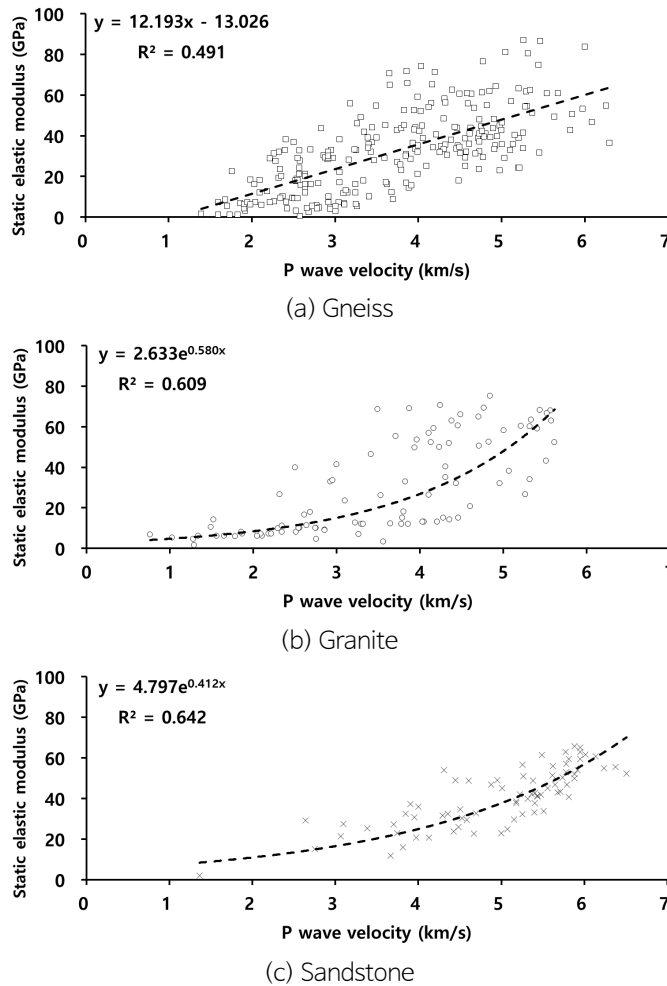 y = 12.193x - 13.026
R² = 0.491
Static elastic modulus (GPa)
100
80
60
40
20
0
0 1 2 3 4 5 6 7
P wave velocity (km/s)
(a) Gneiss
y = 2.633e^0.580x
R² = 0.609
Static elastic modulus (GPa)
100
80
60
40
20
0
0 1 2 3 4 5 6
P wave velocity (km/s)
(b) Granite
y = 4.797e^0.412x
R² = 0.642
Static elastic modulus (GPa)
100
80
60
40
20
0
0 1 2 3 4 5 6 7
P wave velocity (km/s)
(c) Sandstone